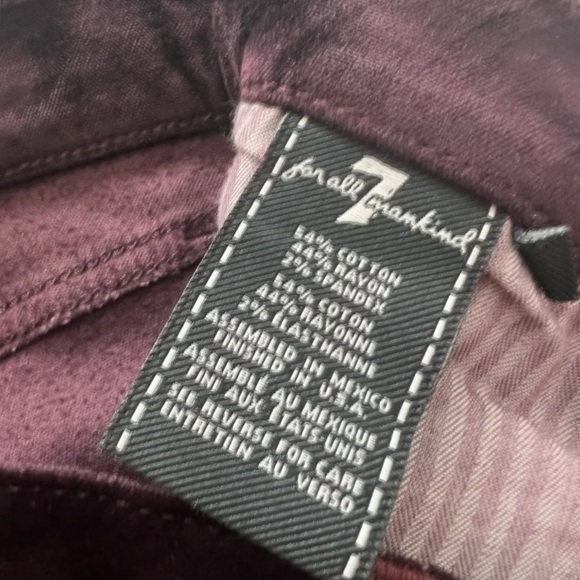 7
for all mankind
54% COTTON
44% RAYON
2% SPANDEX
54% COTON
44% RAYONNE
2% ELASTHANNE
ASSEMBLED IN MEXICO
FINISHED IN U.S.A.
ASSEMBLÉ AU MEXIQUE
FINI AUX ÉTATS-UNIS
SEE REVERSE FOR CARE
ENTRETIEN AU VERSO